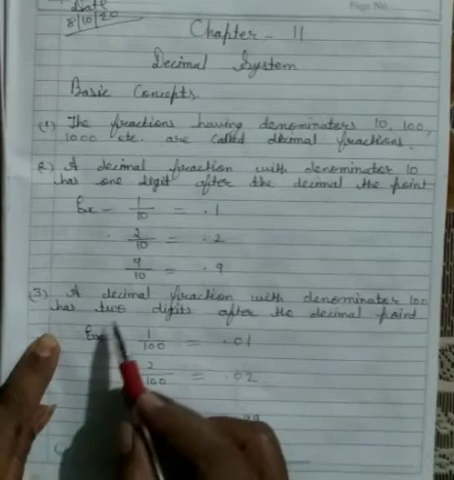 Date
Page No.
8/10/20
Chapter - 11
Decimal System
Basic Concepts.
(1) The fractions having denominators 10, 100,
1000 etc. are called decimal fractions.
2) A decimal fraction with denominator 10
has one digit after the decimal the point
Ex - 1/10 = .1
2/10 = .2
9/10 = .9
(3) A decimal fraction with denominator 100
has two digits after the decimal point
Ex 1/100 = .01
2/100 = .02